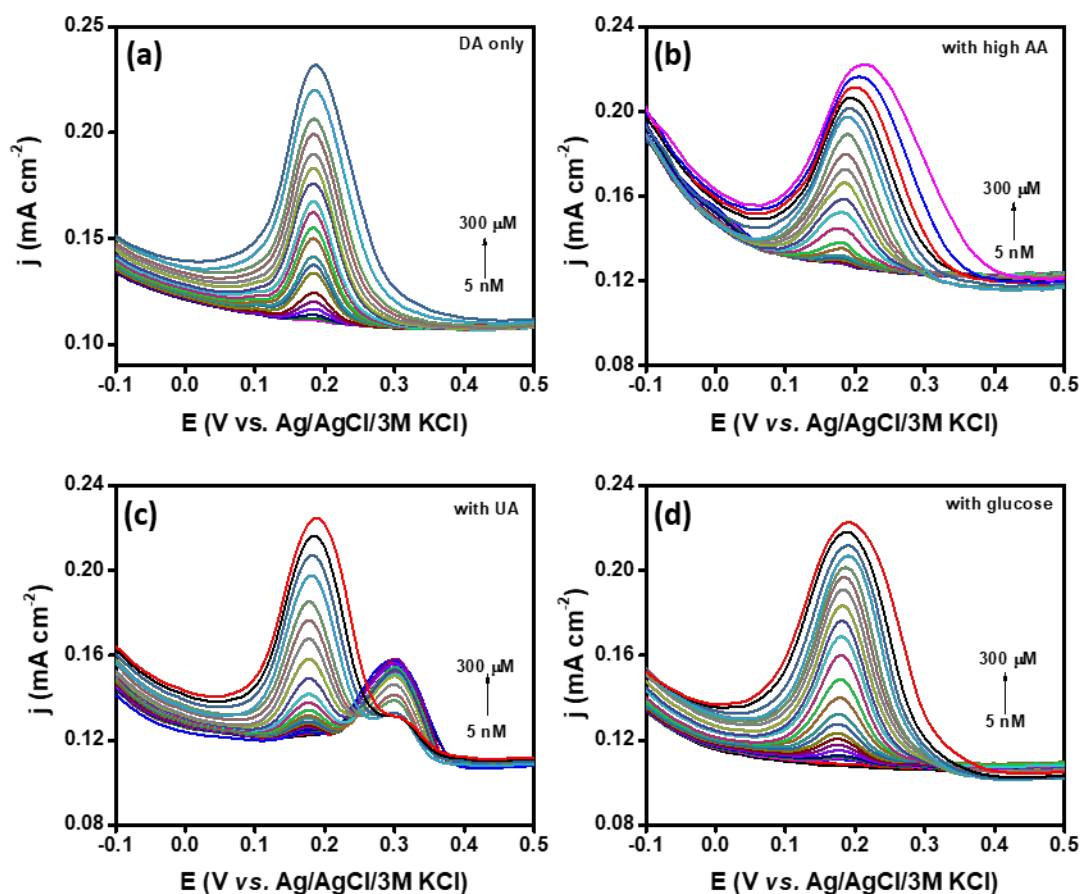 (a)
DA only
0.25
0.20
0.15
0.10
j (mA cm⁻²)
300 μM
5 nM
-0.1 0.0 0.1 0.2 0.3 0.4 0.5
E (V vs. Ag/AgCl/3M KCl)
(b)
with high AA
0.24
0.20
0.16
0.12
0.08
j (mA cm⁻²)
300 μM
5 nM
-0.1 0.0 0.1 0.2 0.3 0.4 0.5
E (V vs. Ag/AgCl/3M KCl)
(c)
with UA
0.24
0.20
0.16
0.12
0.08
j (mA cm⁻²)
300 μM
5 nM
-0.1 0.0 0.1 0.2 0.3 0.4 0.5
E (V vs. Ag/AgCl/3M KCl)
(d)
with glucose
0.24
0.20
0.16
0.12
0.08
j (mA cm⁻²)
300 μM
5 nM
-0.1 0.0 0.1 0.2 0.3 0.4 0.5
E (V vs. Ag/AgCl/3M KCl)